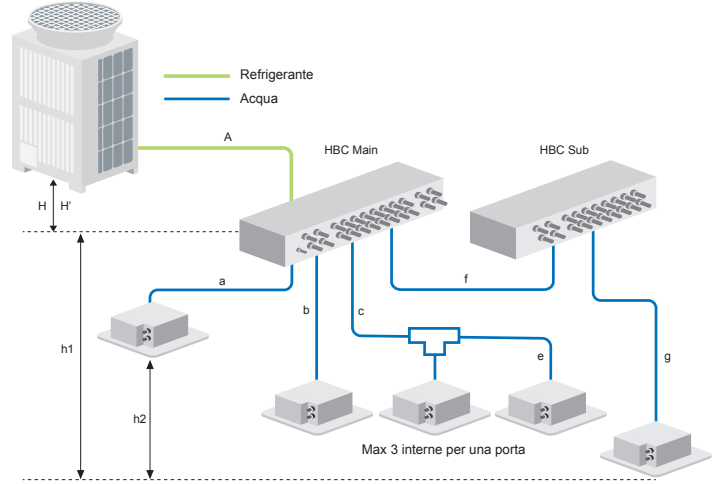 Refrigerante
Acqua
A
HBC Main
HBC Sub
H H'
a
f
b
c
h1
e
g
h2
Max 3 interne per una porta